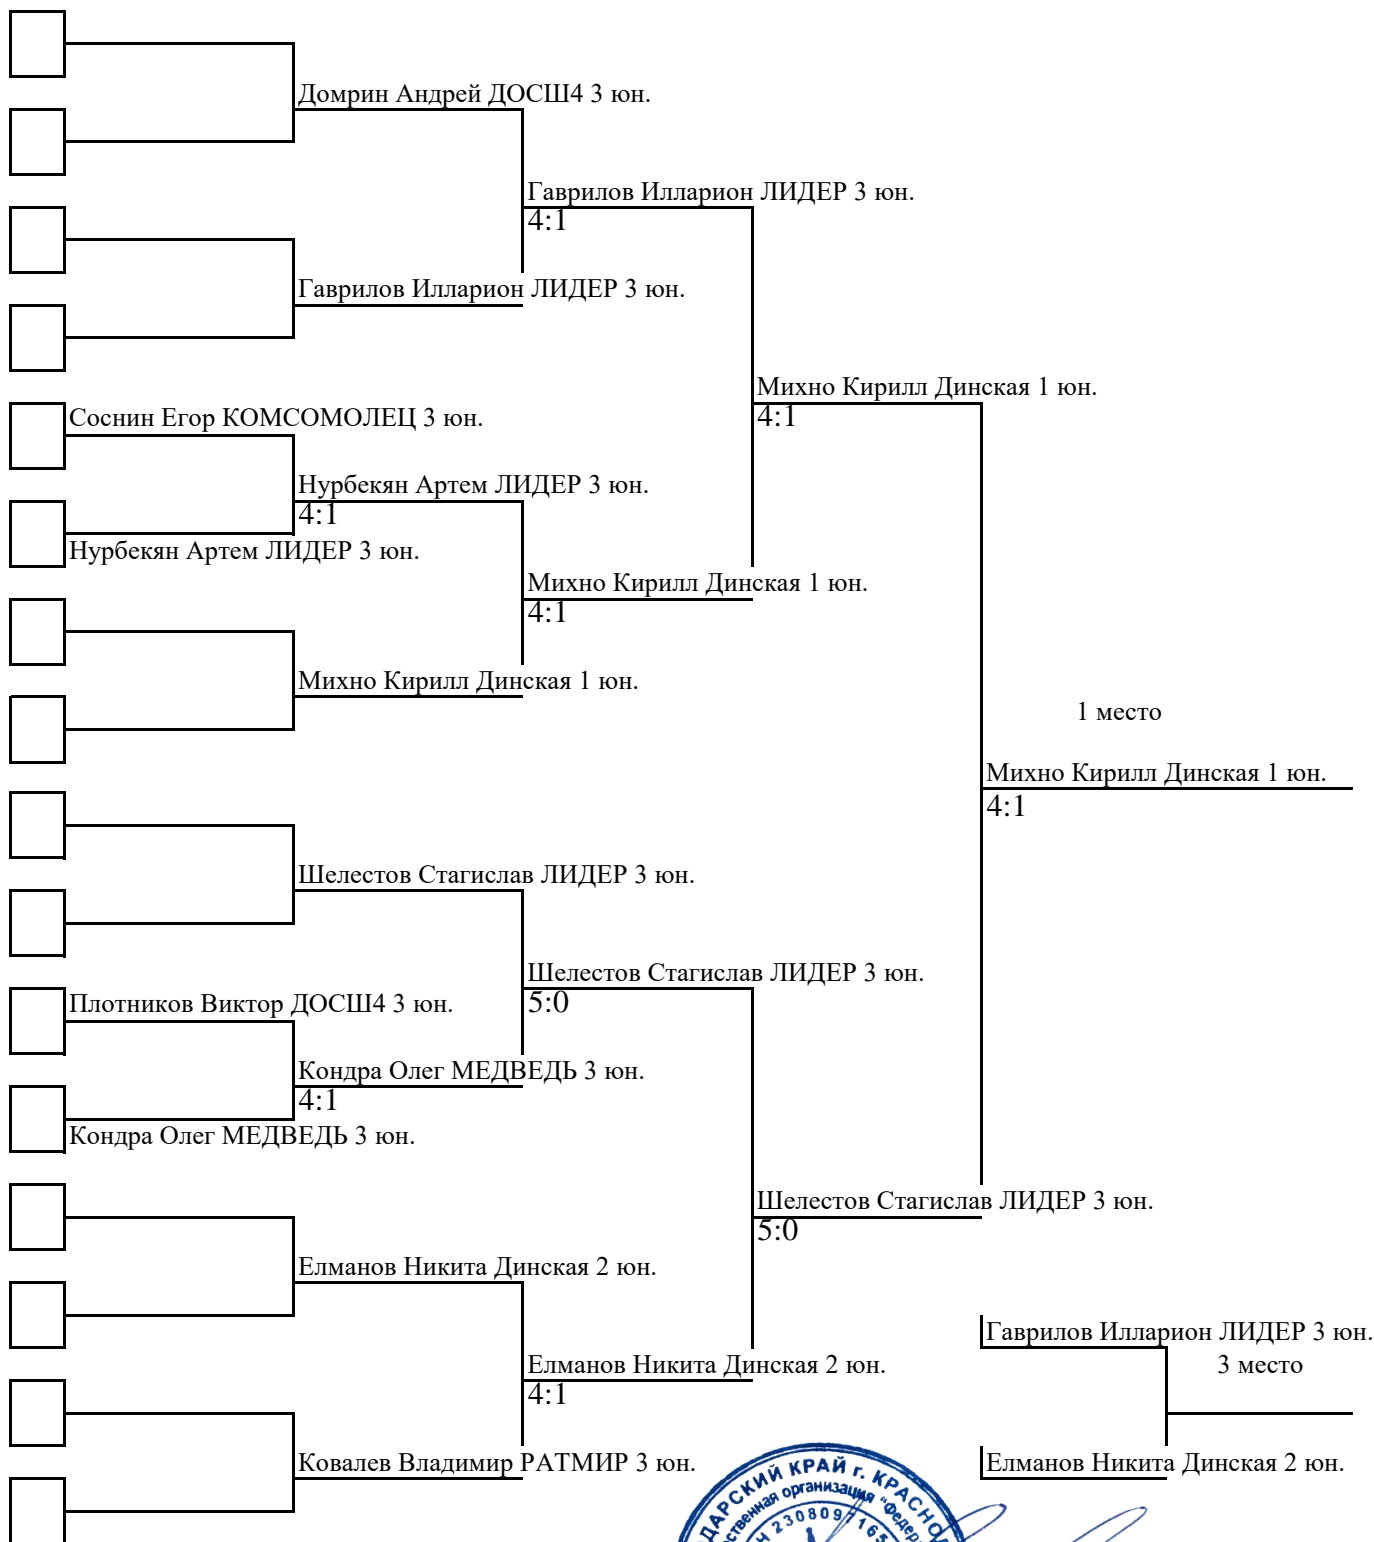 Домрин Андрей ДОСШ4 3 юн.
Гаврилов Илларион ЛИДЕР 3 юн.
4:1
Гаврилов Илларион ЛИДЕР 3 юн.
Михно Кирилл Динская 1 юн.
4:1
Соснин Егор КОМСОМОЛЕЦ 3 юн.
Нурбекян Артем ЛИДЕР 3 юн.
4:1
Нурбекян Артем ЛИДЕР 3 юн.
Михно Кирилл Динская 1 юн.
4:1
Михно Кирилл Динская 1 юн.
1 место
Михно Кирилл Динская 1 юн.
4:1
Шелестов Стагислав ЛИДЕР 3 юн.
Шелестов Стагислав ЛИДЕР 3 юн.
5:0
Плотников Виктор ДОСШ4 3 юн.
Кондра Олег МЕДВЕДЬ 3 юн.
4:1
Кондра Олег МЕДВЕДЬ 3 юн.
Шелестов Стагислав ЛИДЕР 3 юн.
5:0
Елманов Никита Динская 2 юн.
Гаврилов Илларион ЛИДЕР 3 юн.
3 место
Елманов Никита Динская 2 юн.
4:1
Ковалев Владимир РАТМИР 3 юн.
Елманов Никита Динская 2 юн.
ДАРСКИЙ КРАЙ г. КРАСНО
ственная организация "Федер
2308097165